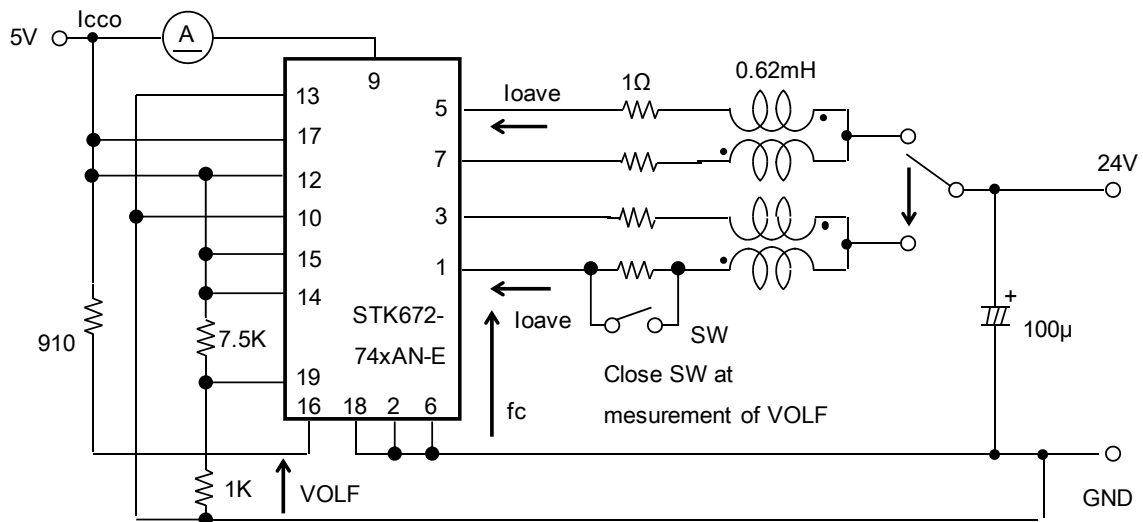 Icco
5V
A
9
13
17
12
10
15
14
19
16
18
2
6
5
7
3
1
STK672-
74xAN-E
Ioave
1Ω
0.62mH
24V
Ioave
SW
Close SW at
mesurement of VOLF
fc
+
100µ
GND
910
7.5K
1K
VOLF